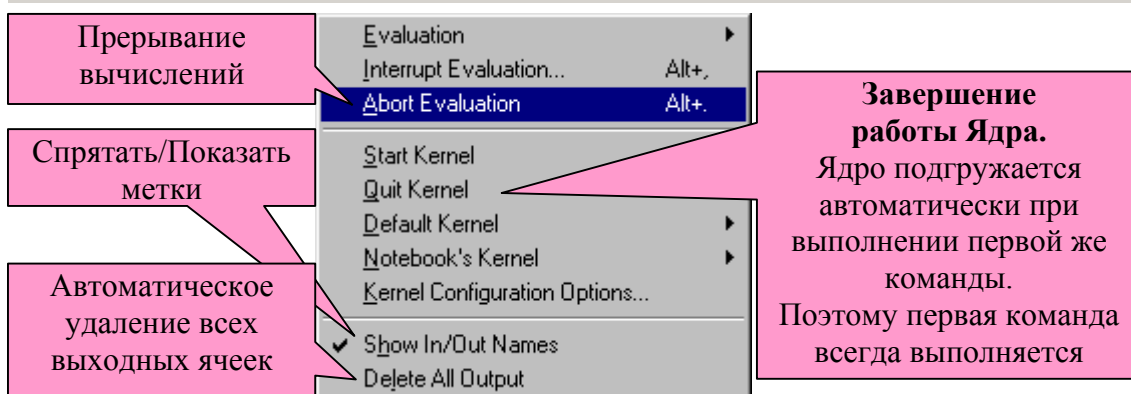 Прерывание
вычислений
Спрятать/Показать
метки
Автоматическое
удаление всех
выходных ячеек
Evaluation
Interrupt Evaluation... Alt+,
Abort Evaluation Alt+.
Start Kernel
Quit Kernel
Default Kernel
Notebook's Kernel
Kernel Configuration Options...
Show In/Out Names
Delete All Output
Завершение
работы Ядра.
Ядро подгружается
автоматически при
выполнении первой же
команды.
Поэтому первая команда
всегда выполняется